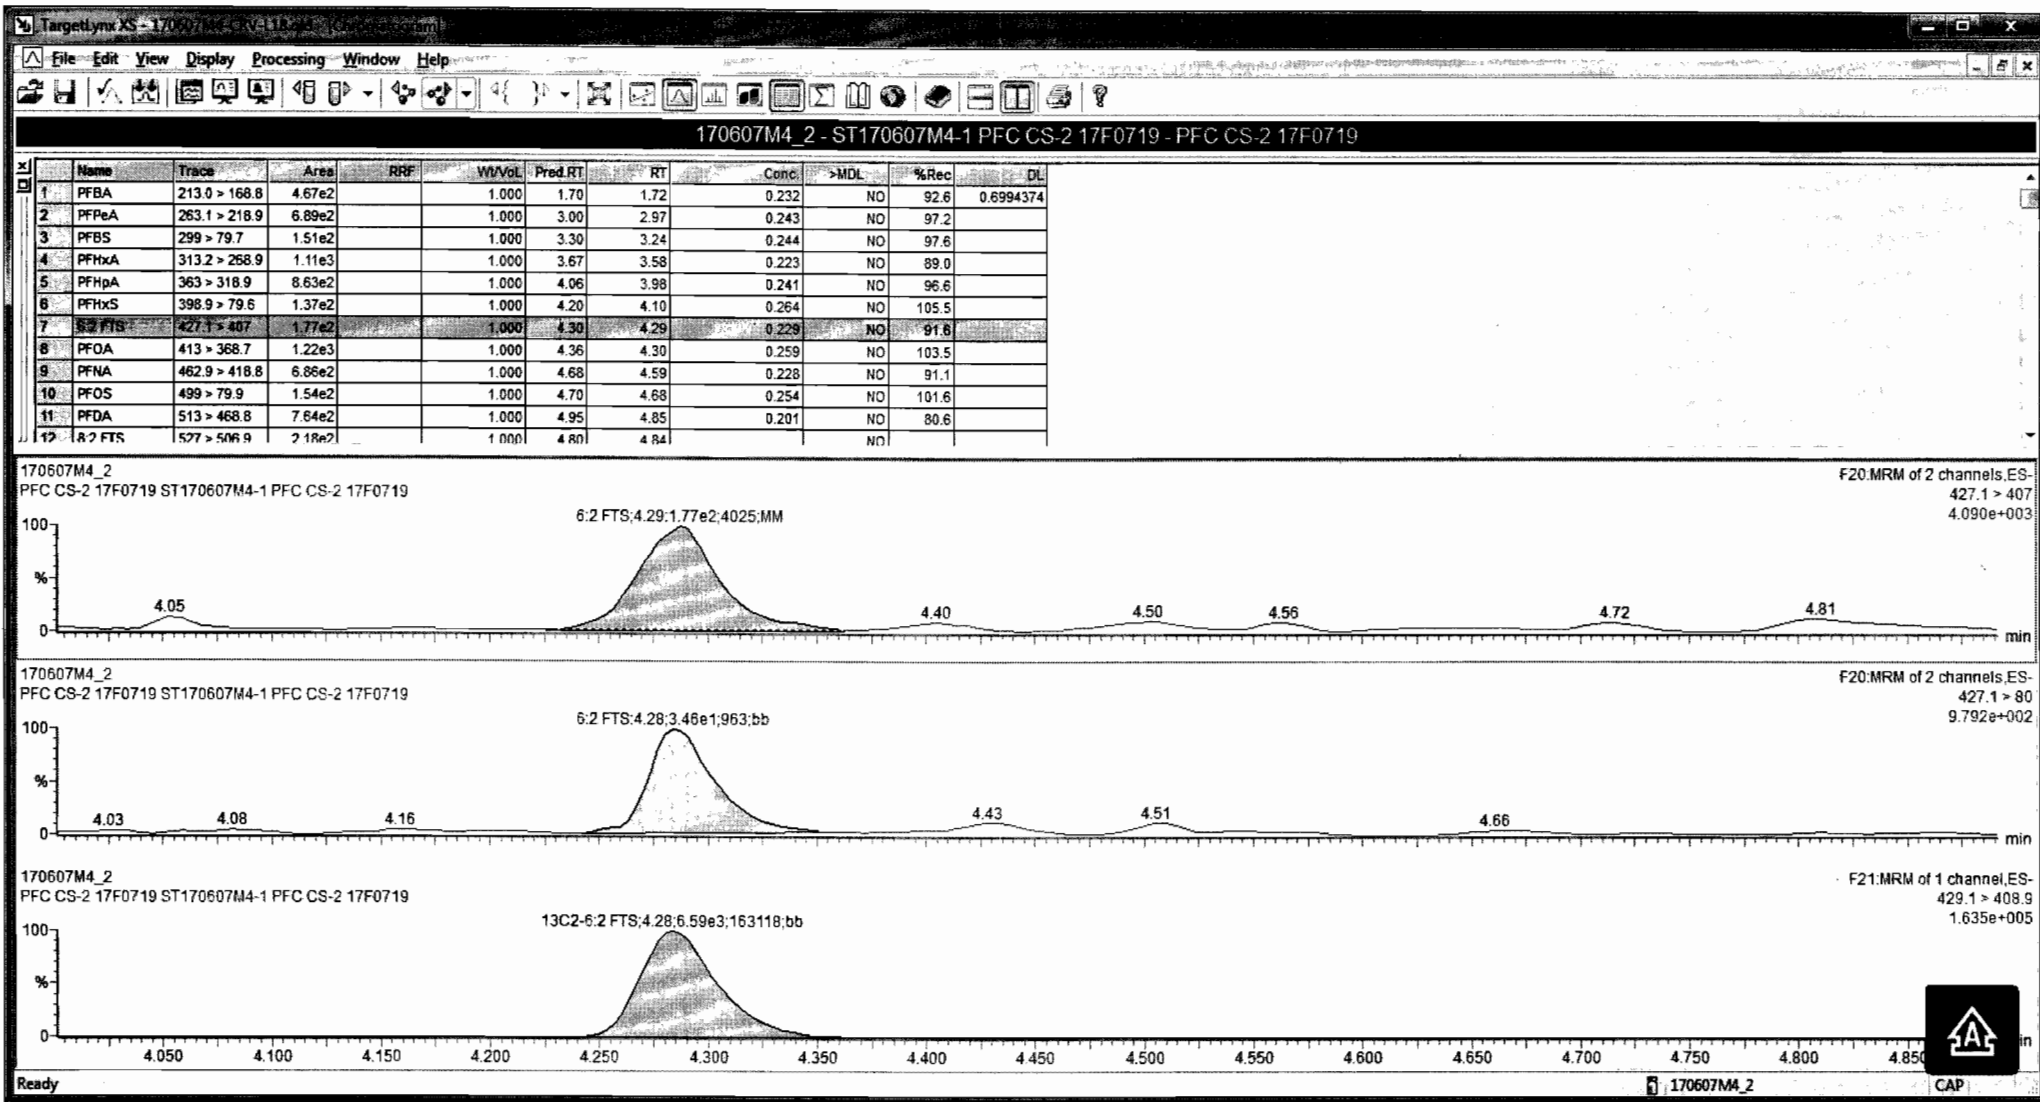 TargetLynx XS - 170607M4
File Edit View Display Processing Window Help
170607M4_2 - ST170607M4-1 PFC CS-2 17F0719 - PFC CS-2 17F0719
Name Trace Area RRF Wt/Vol. Pred.RT RT Conc. >MDL %Rec DL
1 PFBA 213.0 > 168.8 4.67e2 1.000 1.70 1.72 0.232 NO 92.6 0.6994374
2 PFPeA 263.1 > 218.9 6.89e2 1.000 3.00 2.97 0.243 NO 97.2
3 PFBS 299 > 79.7 1.51e2 1.000 3.30 3.24 0.244 NO 97.6
4 PFHxA 313.2 > 268.9 1.11e3 1.000 3.67 3.58 0.223 NO 89.0
5 PFHpA 363 > 318.9 8.63e2 1.000 4.06 3.98 0.241 NO 96.6
6 PFHxS 398.9 > 79.6 1.37e2 1.000 4.20 4.10 0.264 NO 105.5
7 6:2 FTS 427.1 > 407 1.77e2 1.000 4.30 4.29 0.229 NO 91.6
8 PFOA 413 > 368.7 1.22e3 1.000 4.36 4.30 0.259 NO 103.5
9 PFNA 462.9 > 418.8 6.86e2 1.000 4.68 4.59 0.228 NO 91.1
10 PFOS 499 > 79.9 1.54e2 1.000 4.70 4.68 0.254 NO 101.6
11 PFDA 513 > 468.8 7.64e2 1.000 4.95 4.85 0.201 NO 80.6
12 8:2 FTS 527 > 506.9 2.18e2 1.000 4.80 4.84 NO
170607M4_2
PFC CS-2 17F0719 ST170607M4-1 PFC CS-2 17F0719
F20:MRM of 2 channels,ES-
427.1 > 407
4.090e+003
6:2 FTS;4.29;1.77e2;4025;MM
100
%
0
4.05 4.40 4.50 4.56 4.72 4.81
min
170607M4_2
PFC CS-2 17F0719 ST170607M4-1 PFC CS-2 17F0719
F20:MRM of 2 channels,ES-
427.1 > 80
9.792e+002
6:2 FTS;4.28;3.46e1;963;bb
100
%
0
4.03 4.08 4.16 4.43 4.51 4.66
min
170607M4_2
PFC CS-2 17F0719 ST170607M4-1 PFC CS-2 17F0719
F21:MRM of 1 channel,ES-
429.1 > 408.9
1.635e+005
13C2-6:2 FTS;4.28;6.59e3;163118;bb
100
%
0
4.050 4.100 4.150 4.200 4.250 4.300 4.350 4.400 4.450 4.500 4.550 4.600 4.650 4.700 4.750 4.800 4.850
A
Ready 170607M4_2 CAP